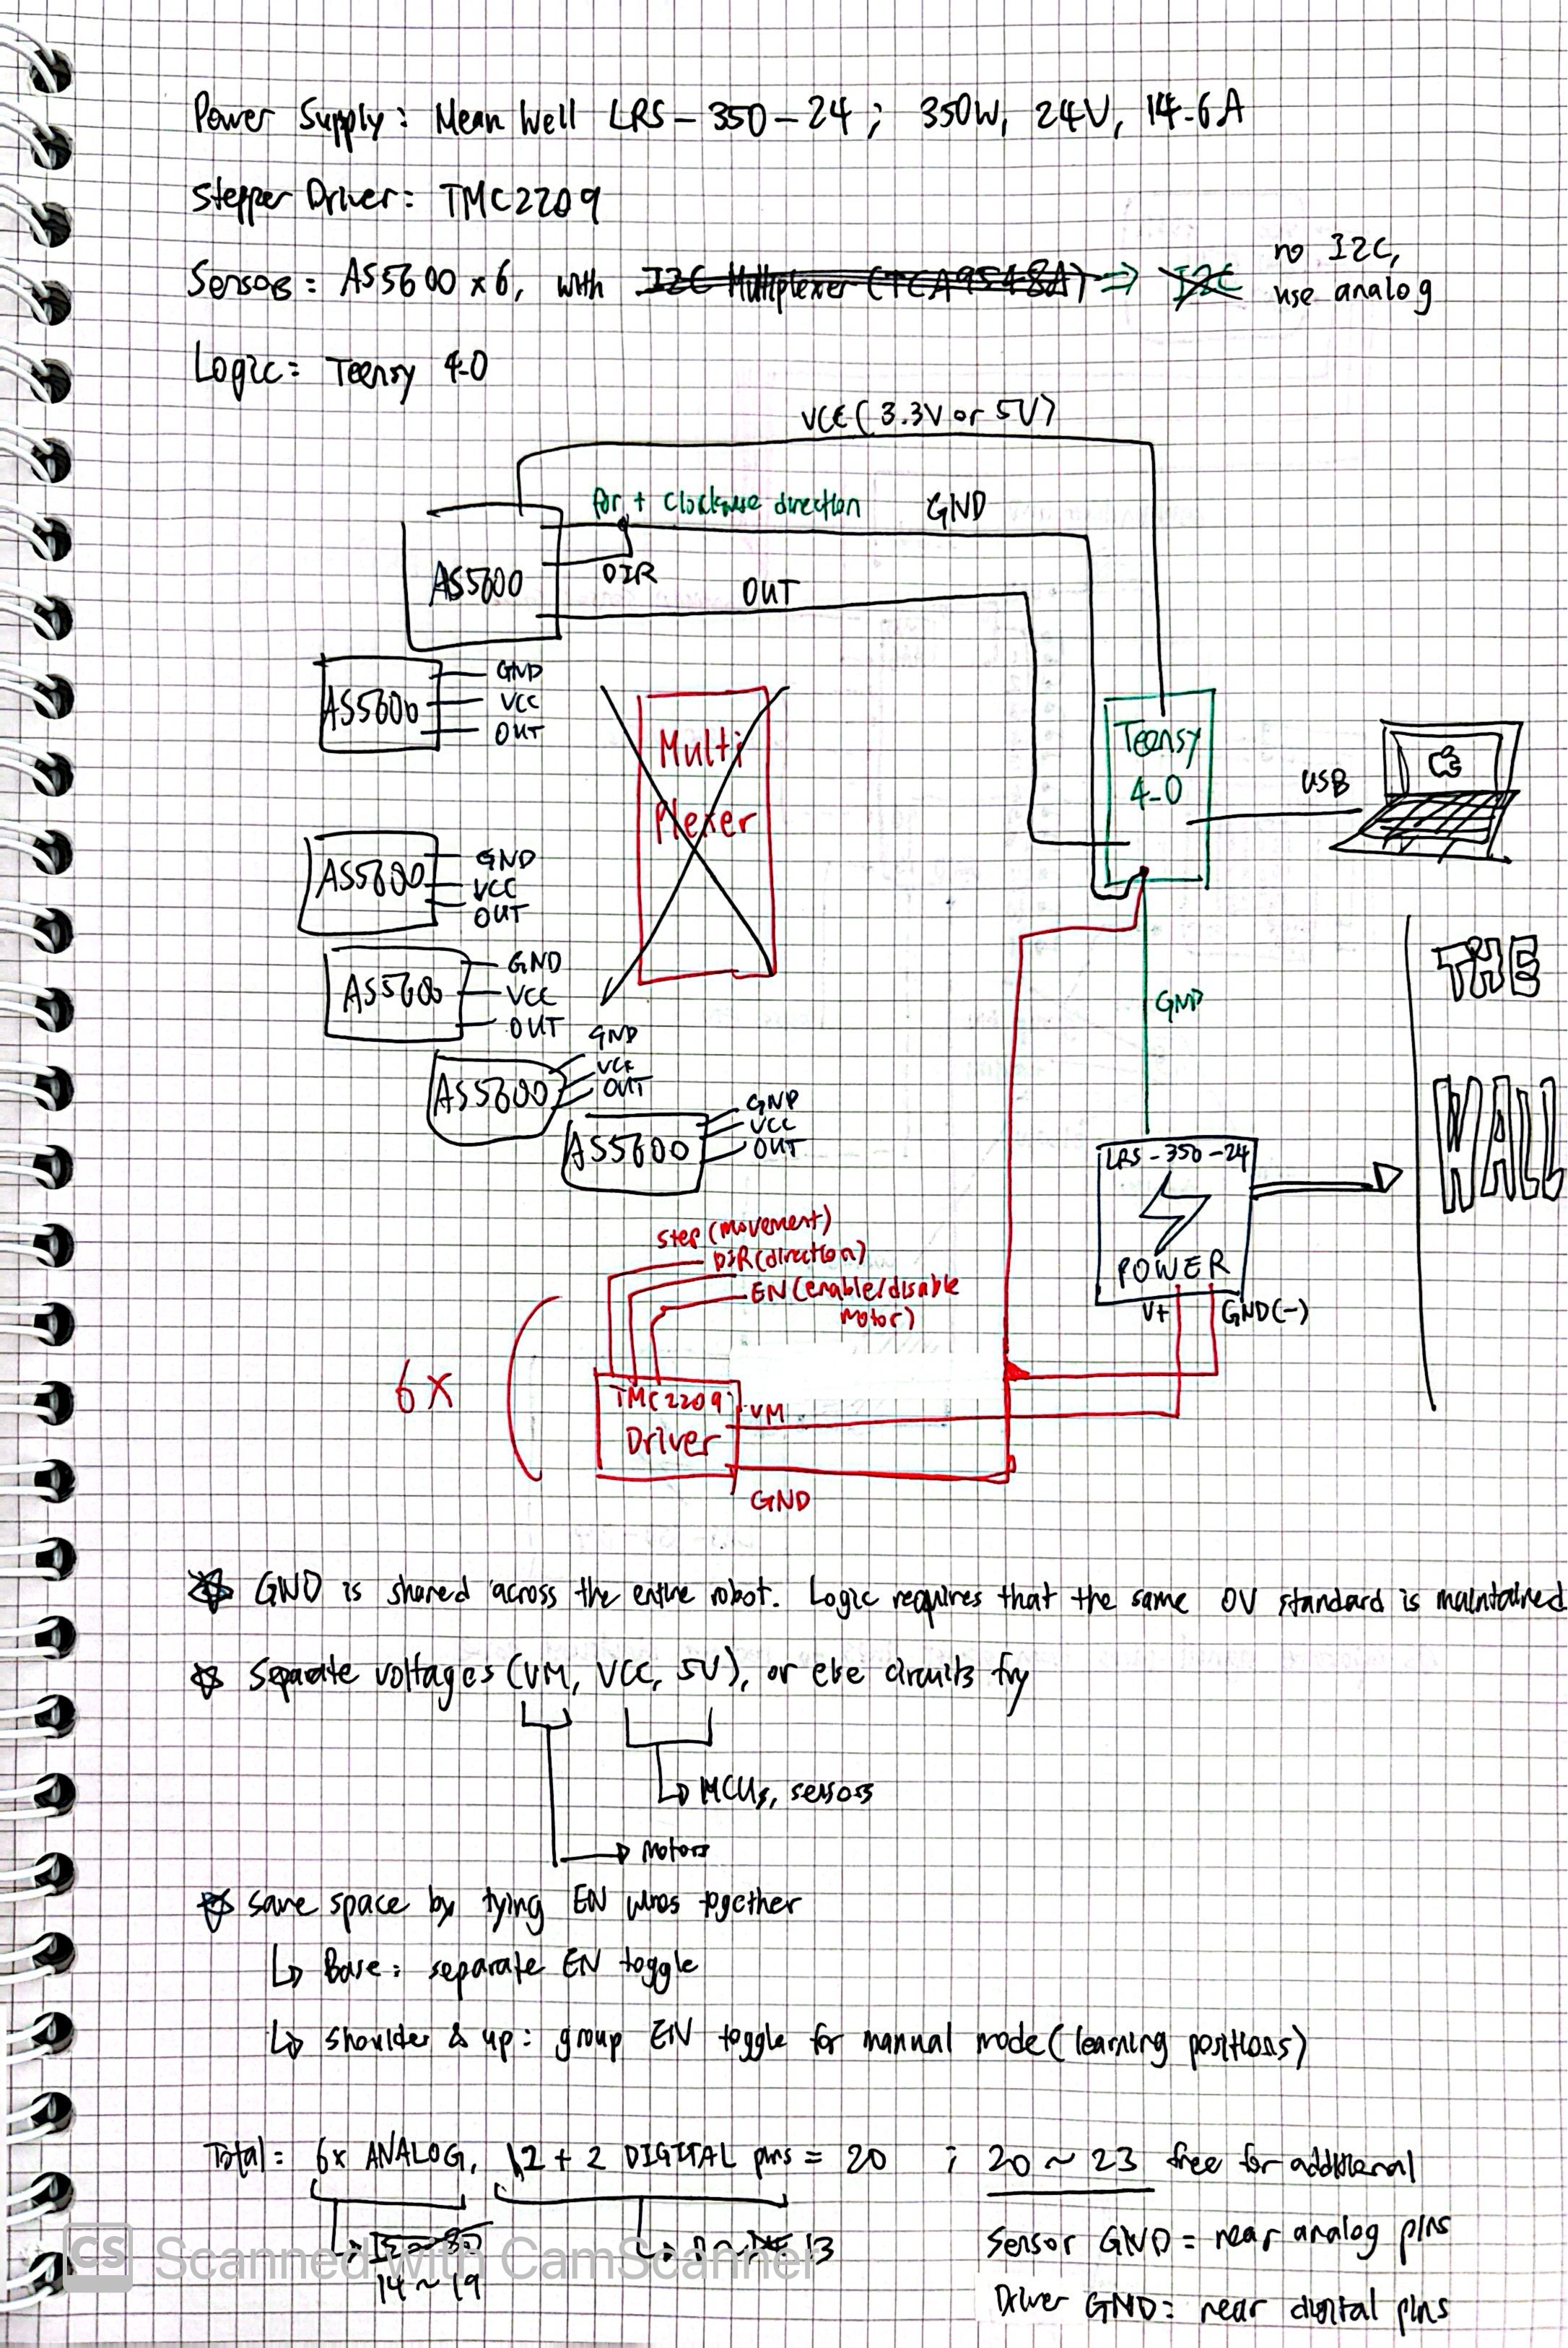 Power Supply: Mean Well LRS-350-24; 350W, 24V, 14.6A
Stepper Driver: TMC2209
Sensors: AS5600 x6, with I2C Multiplexer (TCA9548A) ⇒ I2C no I2C,
use analog
Logic: Teensy 4.0
VCC (3.3V or 5V)
for + clockwise direction
GND
DIR
OUT
AS5600
AS5600
GND
VCC
OUT
Multi
Plexer
Teensy
4.0
USB
AS5600
GND
VCC
OUT
AS5600
GND
VCC
OUT
THE
WALL
GND
AS5600
GND
VCC
OUT
AS5600
GND
VCC
OUT
LRS-350-24
POWER
V+
GND(-)
Step (movement)
DIR (direction)
EN (enable/disable
motor)
6x
TMC2209
Driver
VM
GND
GND is shared across the entire robot. Logic requires that the same 0V standard is maintained
Separate voltages (VM, VCC, 5V), or else circuits fry
MCUs, sensors
Motors
Save space by tying EN wires together
Base: separate EN toggle
Shoulder & up: group EN toggle for manual mode (learning positions)
Total: 6x ANALOG, 12 + 2 DIGITAL pins = 20 ; 20 ~ 23 free for additional
14 ~ 19
13
Sensor GND = near analog pins
Driver GND = near digital pins
CS Scanned with CamScanner